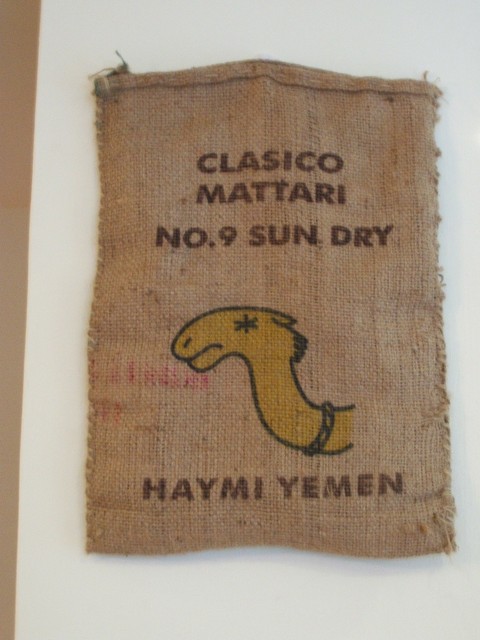 CLASICO
MATTARI
NO.9 SUN DRY
HAYMI YEMEN